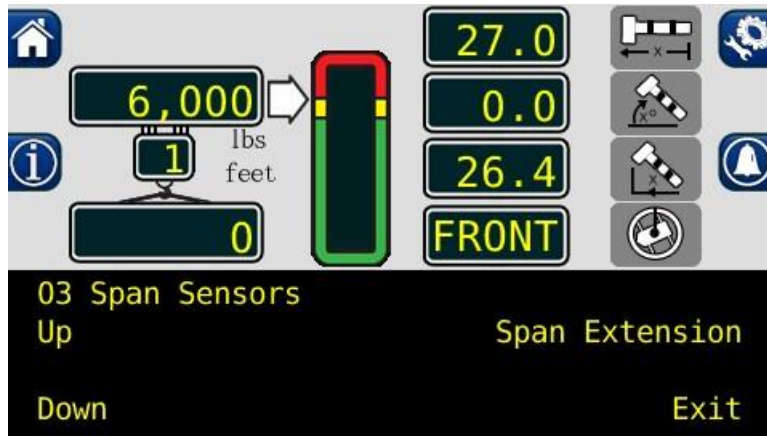 27.0
6,000
0.0
1
lbs
feet
26.4
0
FRONT
x
x°
x
03 Span Sensors
Up
Span Extension
Down
Exit